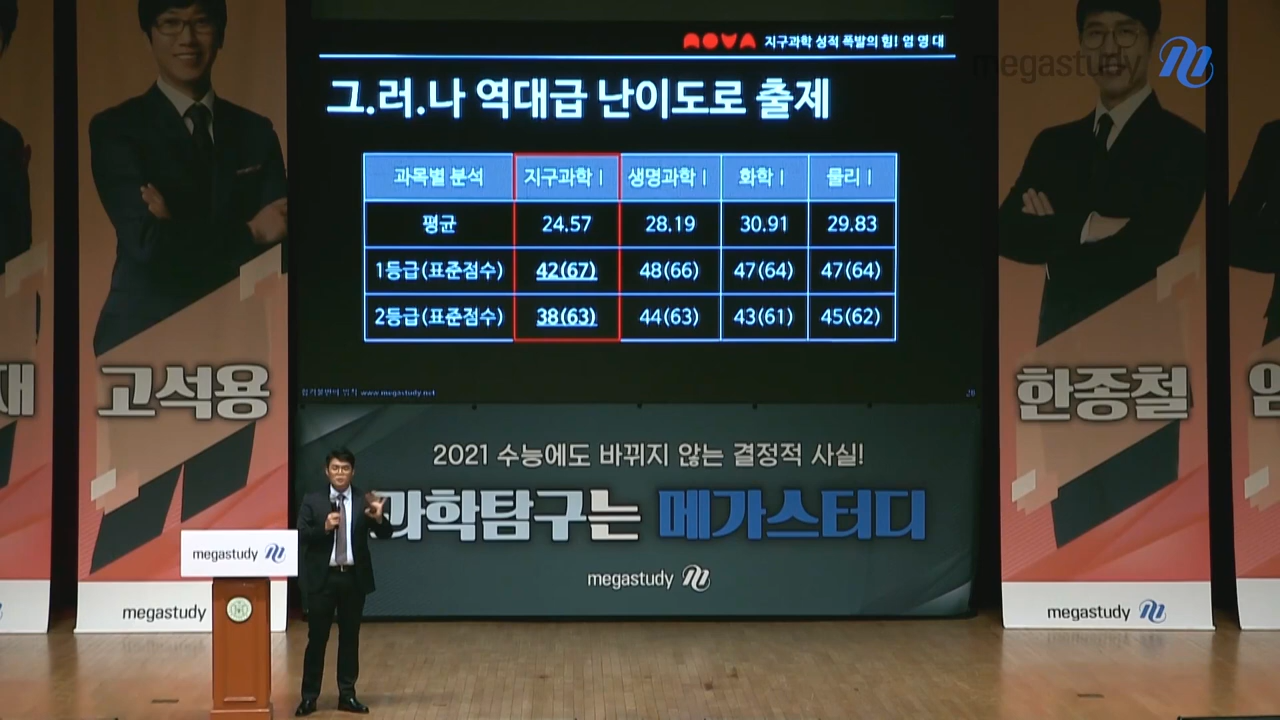 지구과학 성적 폭발의 힘! 엄영대
megastudy
그.러.나 역대급 난이도로 출제
과목별 분석 지구과학 I 생명과학 I 화학 I 물리 I
평균 24.57 28.19 30.91 29.83
1등급(표준점수) 42(67) 48(66) 47(64) 47(64)
2등급(표준점수) 38(63) 44(63) 43(61) 45(62)
www.megastudy.net
재
고석용
한종철
2021 수능에도 바뀌지 않는 결정적 사실!
과학탐구는 메가스터디
megastudy
megastudy
megastudy
megastudy